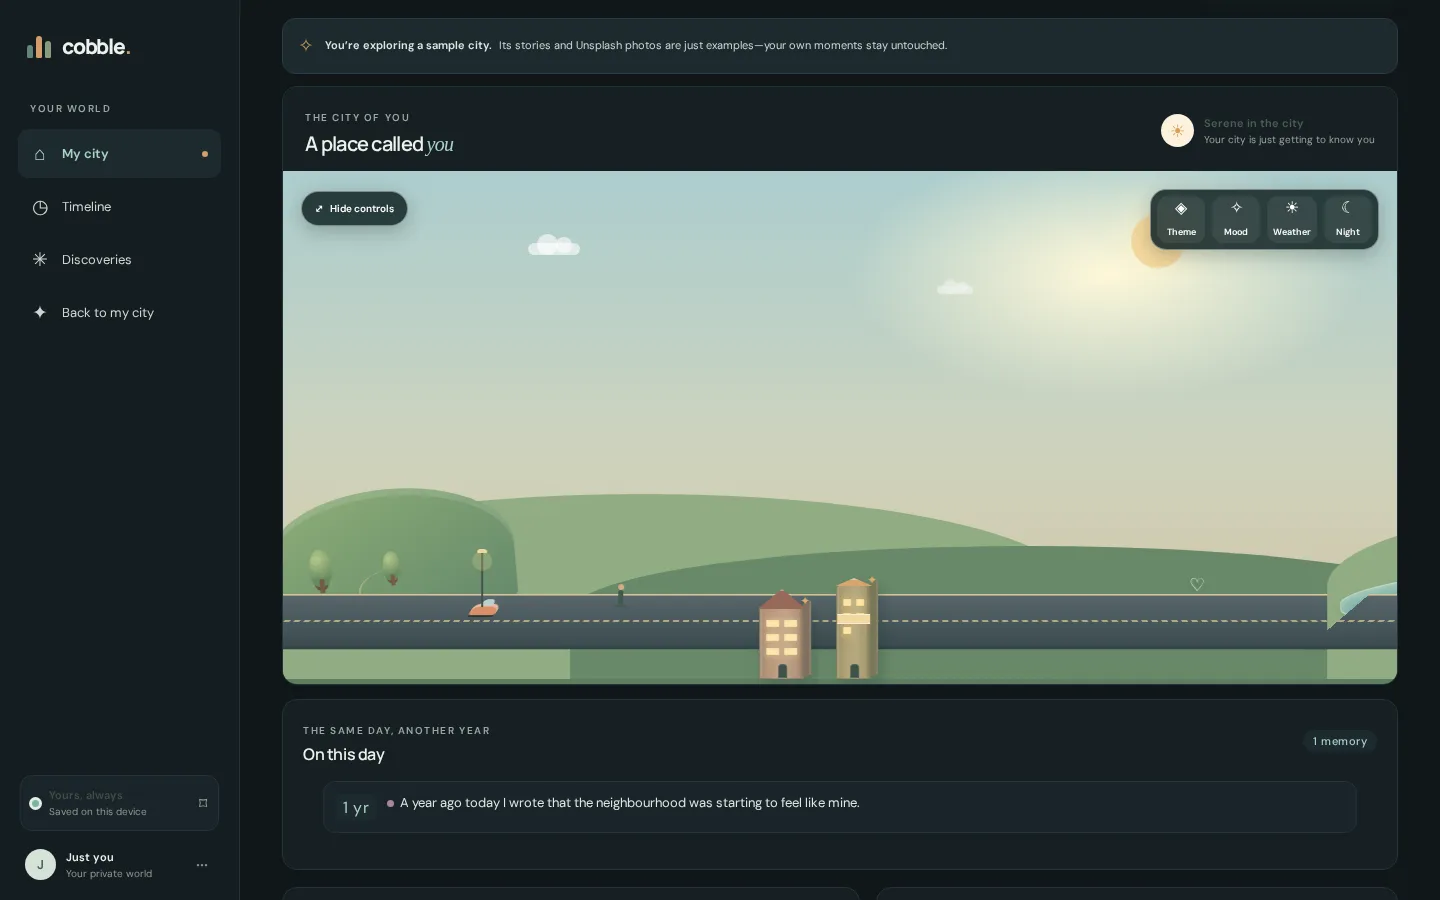 cobble.
YOUR WORLD
My city
Timeline
Discoveries
Back to my city
Yours, always
Saved on this device
J
Just you
Your private world
You're exploring a sample city. Its stories and Unsplash photos are just examples—your own moments stay untouched.
THE CITY OF YOU
A place called you
Serene in the city
Your city is just getting to know you
Hide controls
Theme
Mood
Weather
Night
THE SAME DAY, ANOTHER YEAR
On this day
1 memory
1 yr
A year ago today I wrote that the neighbourhood was starting to feel like mine.